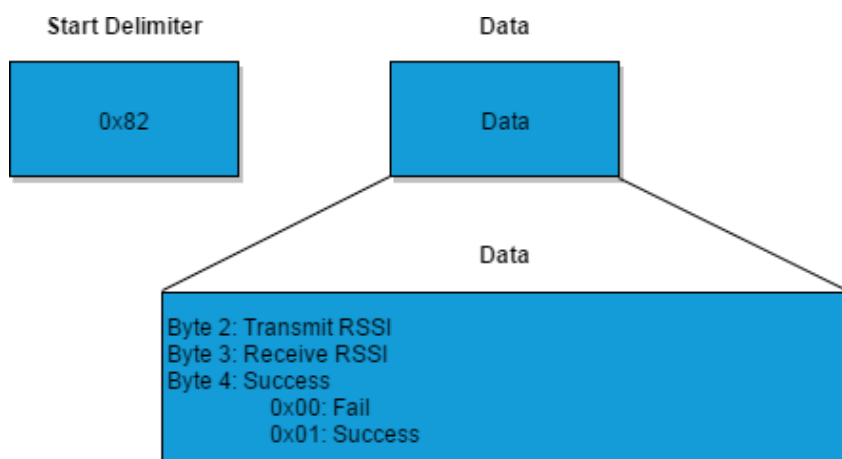 Start Delimiter
Data
0x82
Data
Data
Byte 2: Transmit RSSI
Byte 3: Receive RSSI
Byte 4: Success
0x00: Fail
0x01: Success